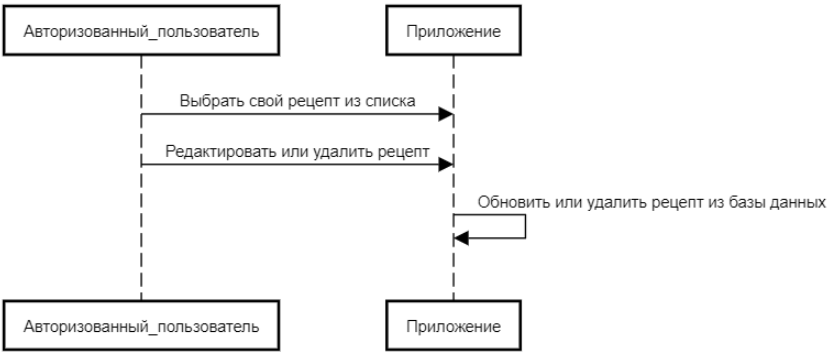 Авторизованный_пользователь
Приложение
Выбрать свой рецепт из списка
Редактировать или удалить рецепт
Обновить или удалить рецепт из базы данных
Авторизованный_пользователь
Приложение